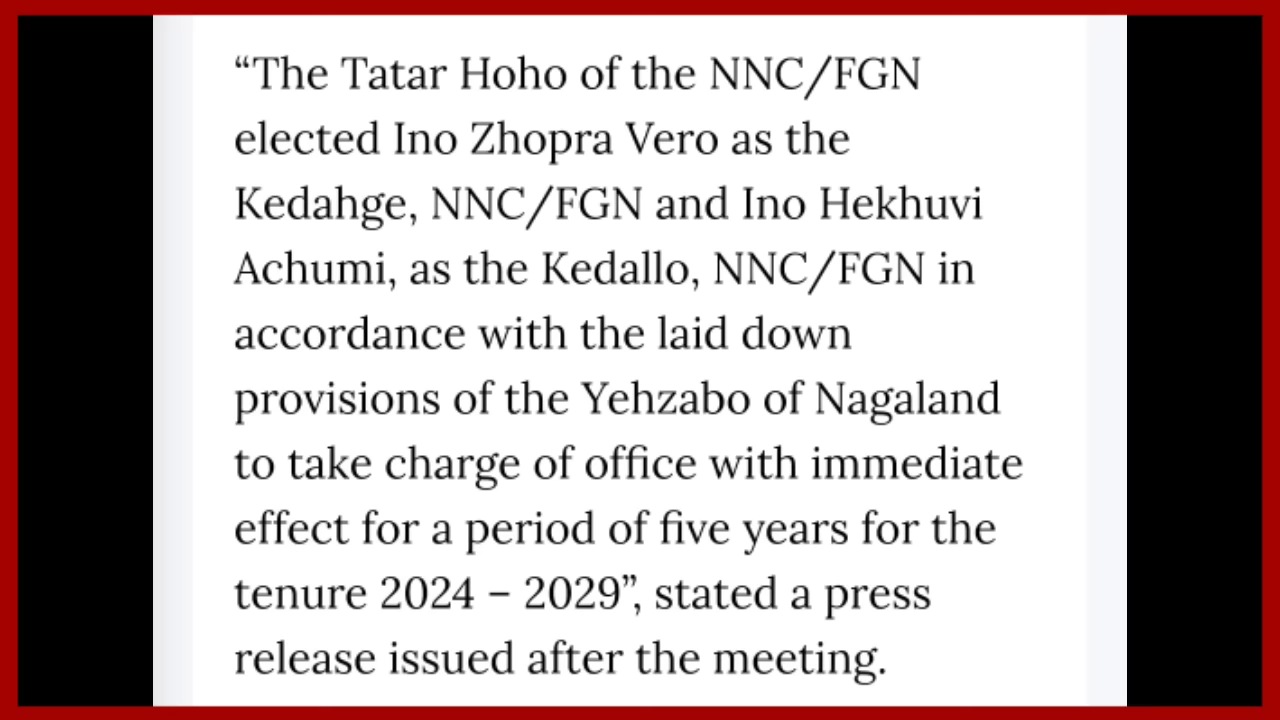 “The Tatar Hoho of the NNC/FGN
elected Ino Zhopra Vero as the
Kedahge, NNC/FGN and Ino Hekhuvi
Achumi, as the Kedallo, NNC/FGN in
accordance with the laid down
provisions of the Yehzabo of Nagaland
to take charge of office with immediate
effect for a period of five years for the
tenure 2024 – 2029”, stated a press
release issued after the meeting.